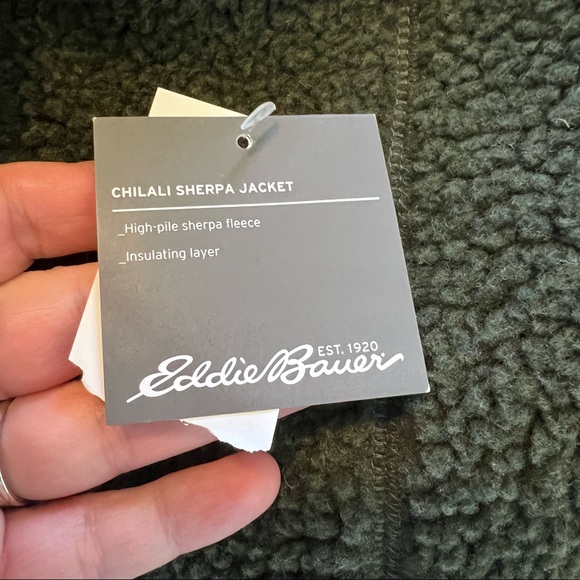 CHILALI SHERPA JACKET
_High-pile sherpa fleece
_Insulating layer
EST. 1920
Eddie Bauer